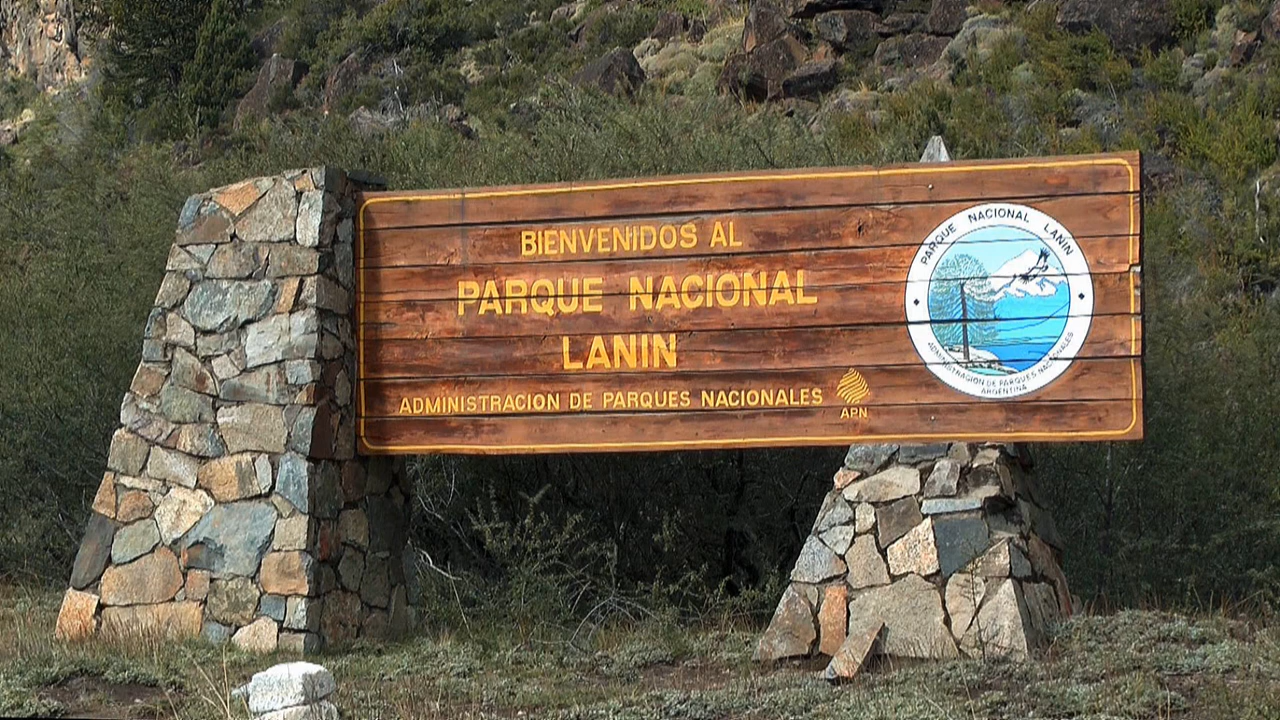 BIENVENIDOS AL
PARQUE NACIONAL
LANIN
ADMINISTRACION DE PARQUES NACIONALES
APN
PARQUE NACIONAL LANIN
ADMINISTRACION DE PARQUES NACIONALES
ARGENTINA